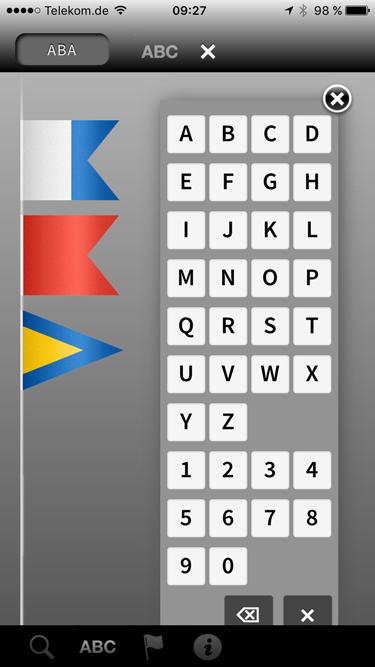 Telekom.de 09:27 98 %
ABA ABC
A B C D
E F G H
I J K L
M N O P
Q R S T
U V W X
Y Z
1 2 3 4
5 6 7 8
9 0
ABC